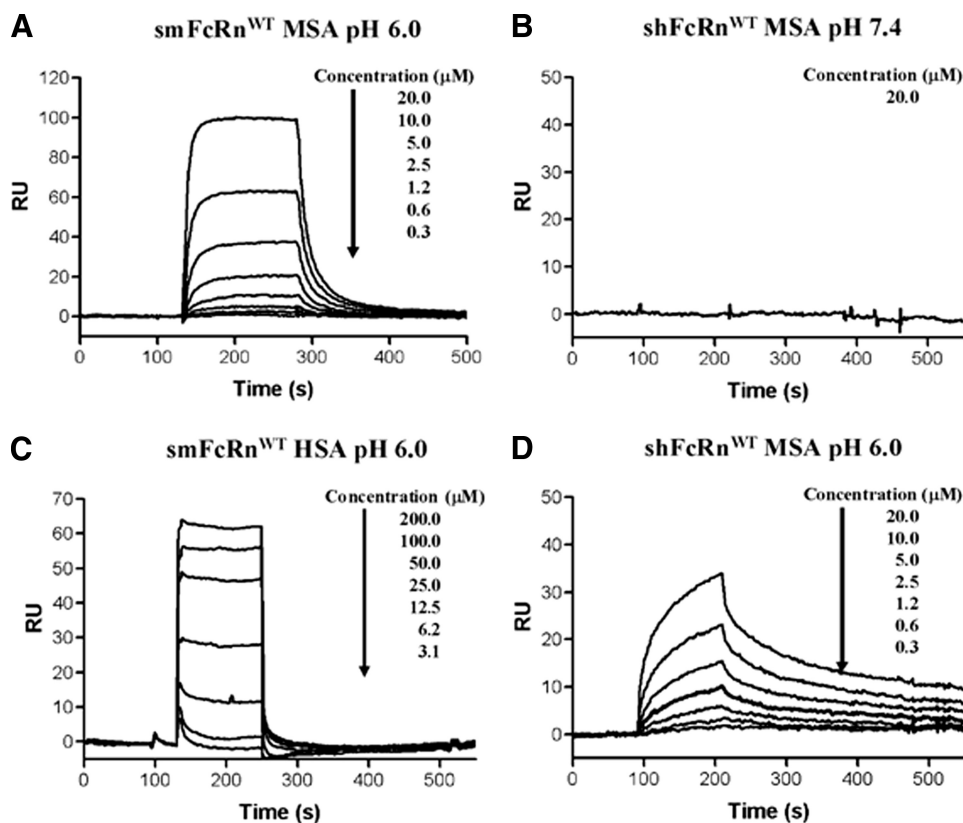 A
smFcRnWT MSA pH 6.0
Concentration (μM)
20.0
10.0
5.0
2.5
1.2
0.6
0.3
RU
120
100
80
60
40
20
0
0 100 200 300 400 500
Time (s)
B
shFcRnWT MSA pH 7.4
Concentration (μM)
20.0
RU
50
40
30
20
10
0
0 100 200 300 400 500
Time (s)
C
smFcRnWT HSA pH 6.0
Concentration (μM)
200.0
100.0
50.0
25.0
12.5
6.2
3.1
RU
70
60
50
40
30
20
10
0
0 100 200 300 400 500
Time (s)
D
shFcRnWT MSA pH 6.0
Concentration (μM)
20.0
10.0
5.0
2.5
1.2
0.6
0.3
RU
50
40
30
20
10
0
0 100 200 300 400 500
Time (s)